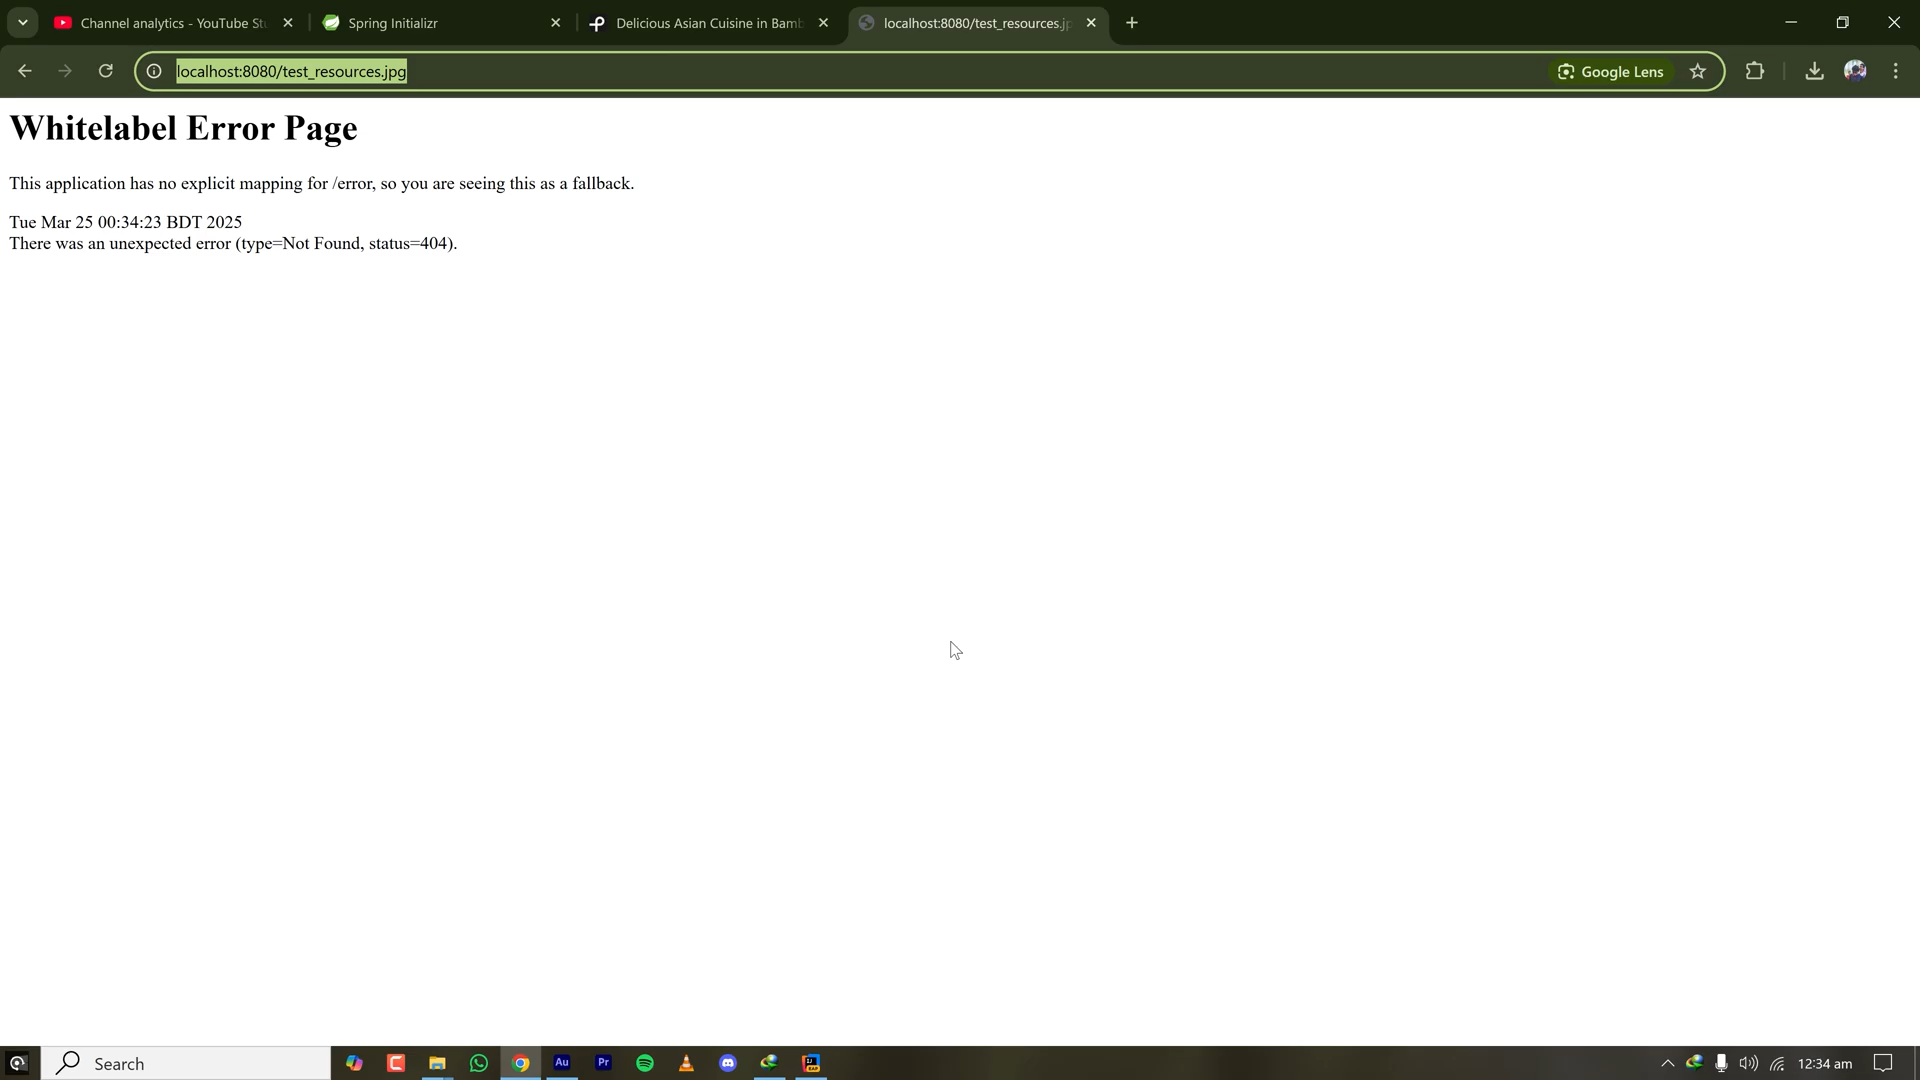 Channel analytics - YouTube Stu
Spring Initializr
Delicious Asian Cuisine in Bamb
localhost:8080/test_resources.jp
localhost:8080/test_resources.jpg
Google Lens
Whitelabel Error Page
This application has no explicit mapping for /error, so you are seeing this as a fallback.
Tue Mar 25 00:34:23 BDT 2025
There was an unexpected error (type=Not Found, status=404).
Search
Au
Pr
IJ
EAP
12:34 am